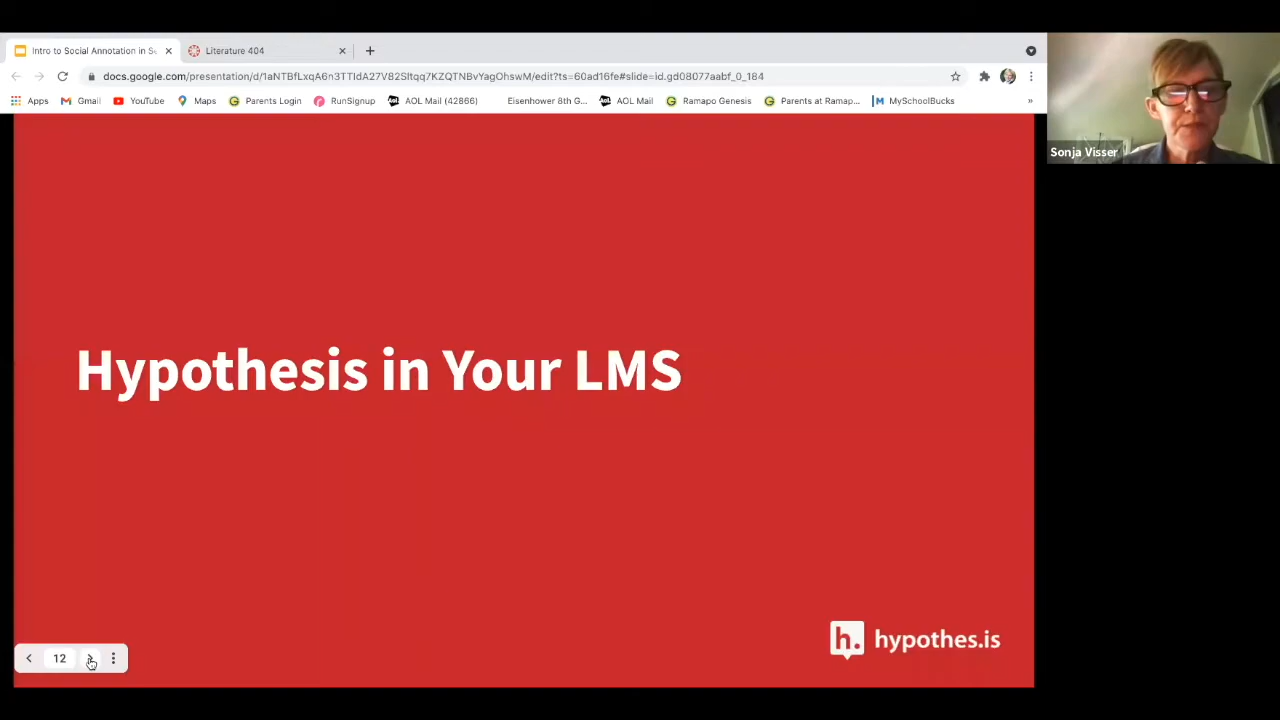 Intro to Social Annotation in Se
Literature 404
docs.google.com/presentation/d/1aNTBfLxqA6n3TTIdA27V82Sltqq7KZQTNBvYagOhswM/edit?ts=60ad16fe#slide=id.gd08077aabf_0_184
Apps Gmail YouTube Maps Parents Login RunSignup AOL Mail (42866) Eisenhower 8th G... AOL Mail Ramapo Genesis Parents at Ramap... MySchoolBucks »
Sonja Visser
Hypothesis in Your LMS
h. hypothes.is
12